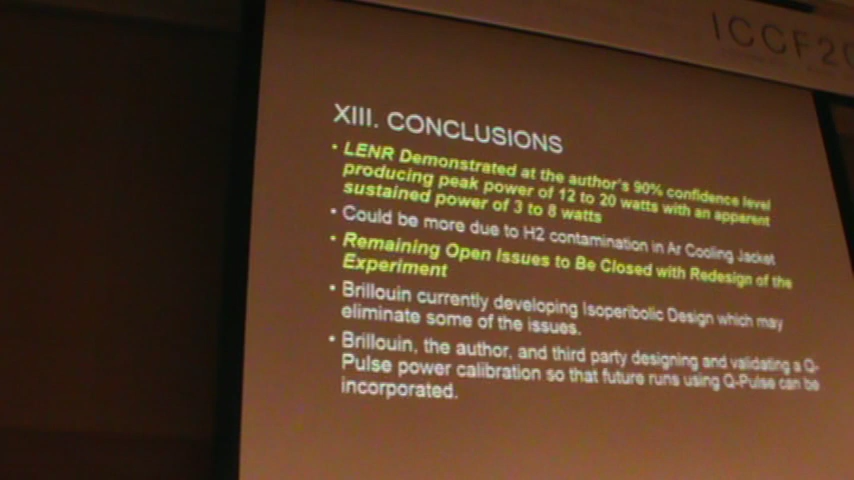 ICCF20
XIII. CONCLUSIONS
• LENR Demonstrated at the author's 90% confidence level
producing peak power of 12 to 20 watts with an apparent
sustained power of 3 to 8 watts
• Could be more due to H2 contamination in Ar Cooling Jacket
• Remaining Open Issues to Be Closed with Redesign of the
Experiment
• Brillouin currently developing Isoperibolic Design which may
eliminate some of the issues.
• Brillouin, the author, and third party designing and validating a Q-
Pulse power calibration so that future runs using Q-Pulse can be
incorporated.